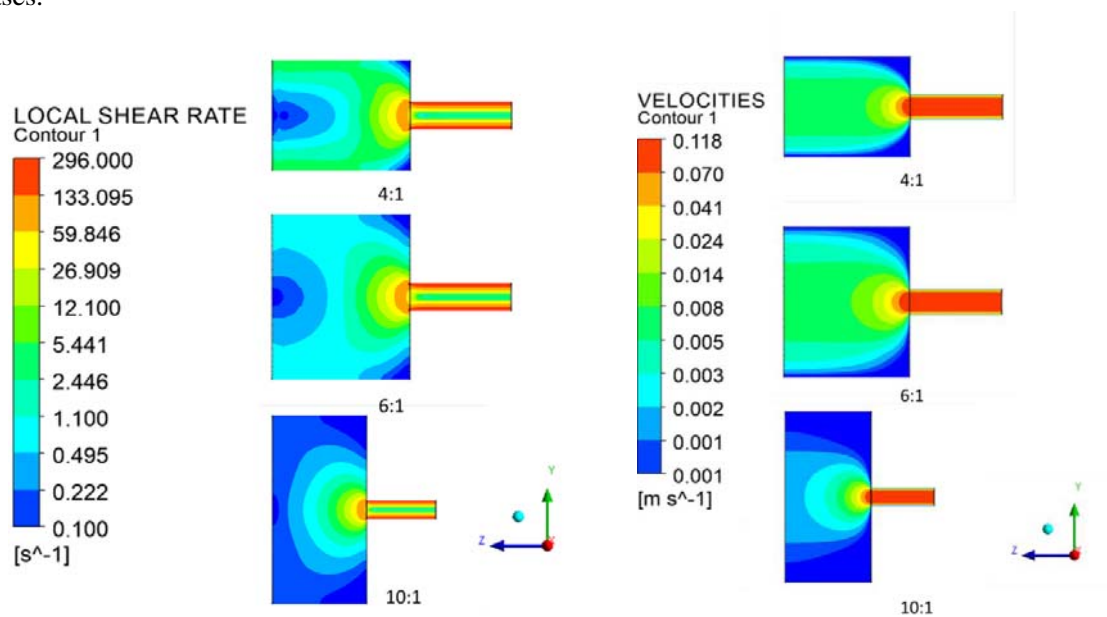 LOCAL SHEAR RATE
Contour 1
296.000
133.095
59.846
26.909
12.100
5.441
2.446
1.100
0.495
0.222
0.100
[s^-1]
4:1
6:1
10:1
Y
Z
VELOCITIES
Contour 1
0.118
0.070
0.041
0.024
0.014
0.008
0.005
0.003
0.002
0.001
0.001
[m s^-1]
4:1
6:1
10:1
Y
Z